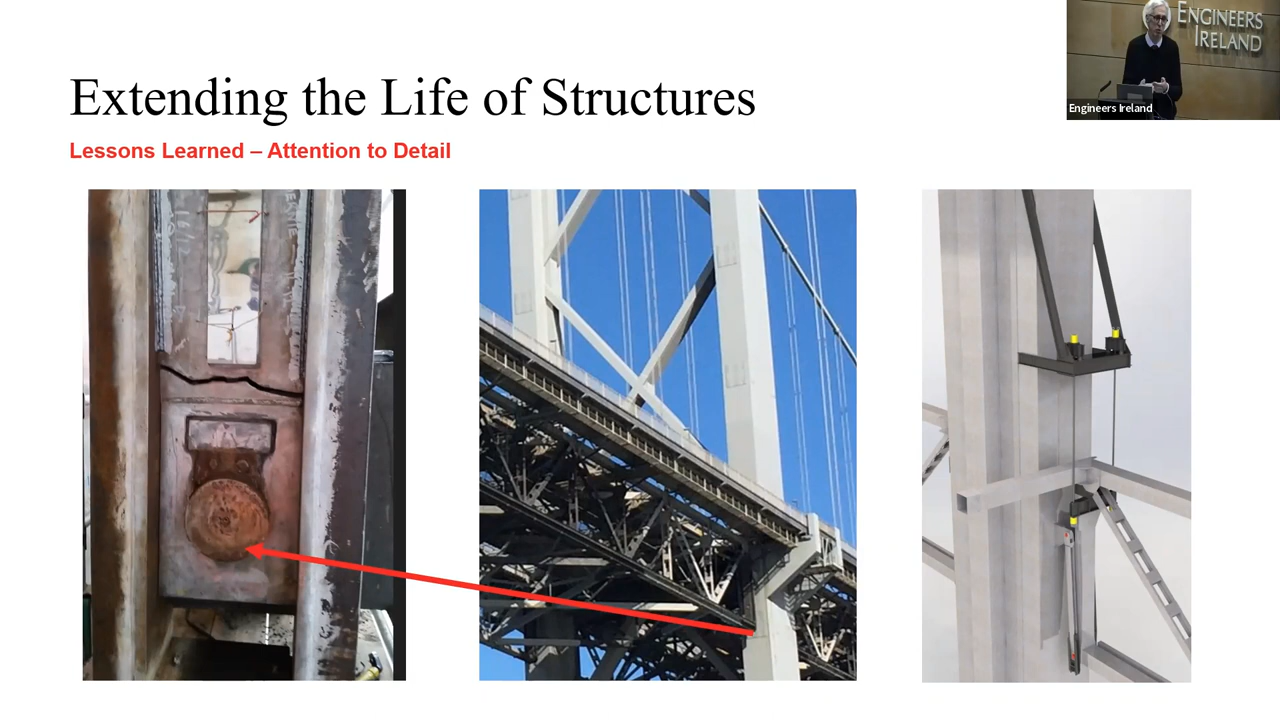 ENGINEERS
IRELAND
Engineers Ireland
Extending the Life of Structures
Lessons Learned – Attention to Detail